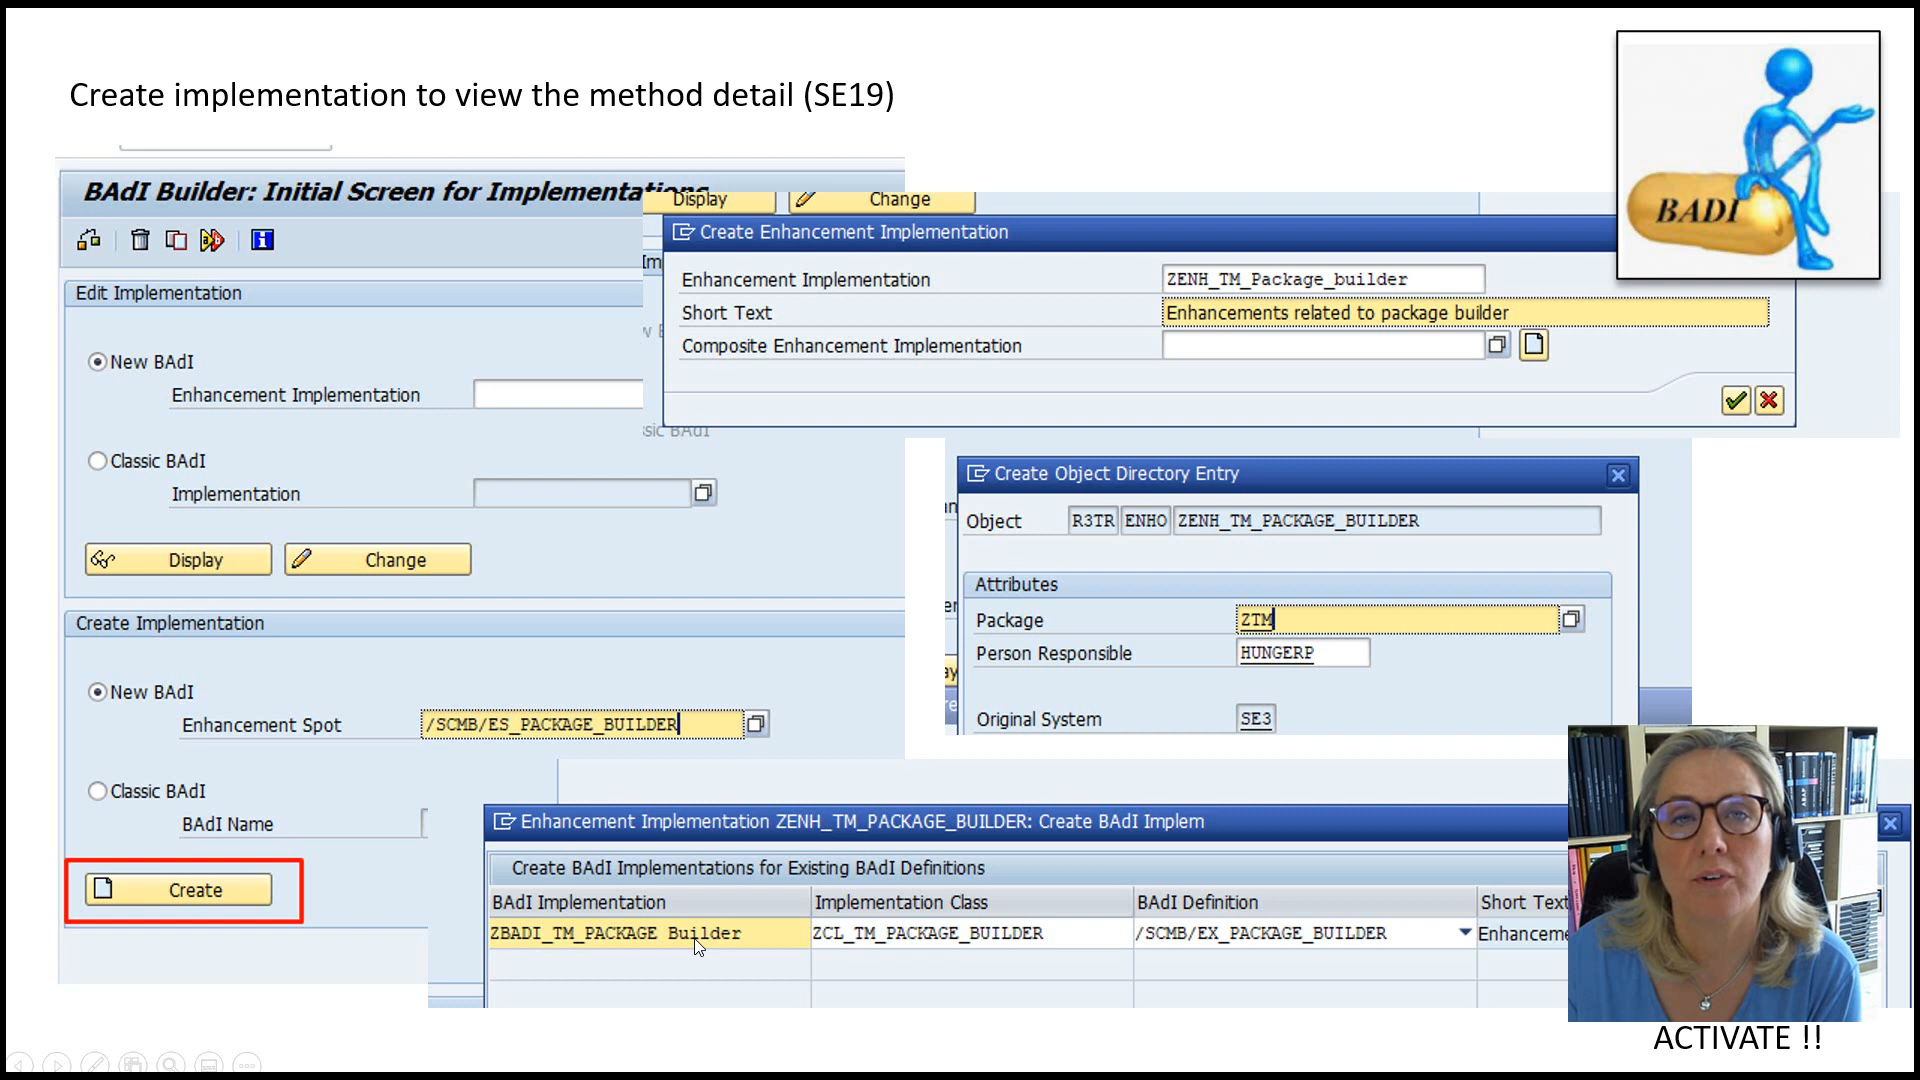 Create implementation to view the method detail (SE19)
BADI
BAdI Builder: Initial Screen for Implementations
Edit Implementation
New BAdI
Enhancement Implementation
Classic BAdI
Implementation
Display
Change
Create Implementation
New BAdI
Enhancement Spot
/SCMB/ES_PACKAGE_BUILDER
Classic BAdI
BAdI Name
Create
Display
Change
Create Enhancement Implementation
Enhancement Implementation
ZENH_TM_Package_builder
Short Text
Enhancements related to package builder
Composite Enhancement Implementation
Create Object Directory Entry
Object
R3TR
ENHO
ZENH_TM_PACKAGE_BUILDER
Attributes
Package
ZTM
Person Responsible
HUNGERP
Original System
SE3
Enhancement Implementation ZENH_TM_PACKAGE_BUILDER: Create BAdI Implem
Create BAdI Implementations for Existing BAdI Definitions
BAdI Implementation
Implementation Class
BAdI Definition
Short Text
ZBADI_TM_PACKAGE Builder
ZCL_TM_PACKAGE_BUILDER
/SCMB/EX_PACKAGE_BUILDER
Enhanceme
ACTIVATE !!